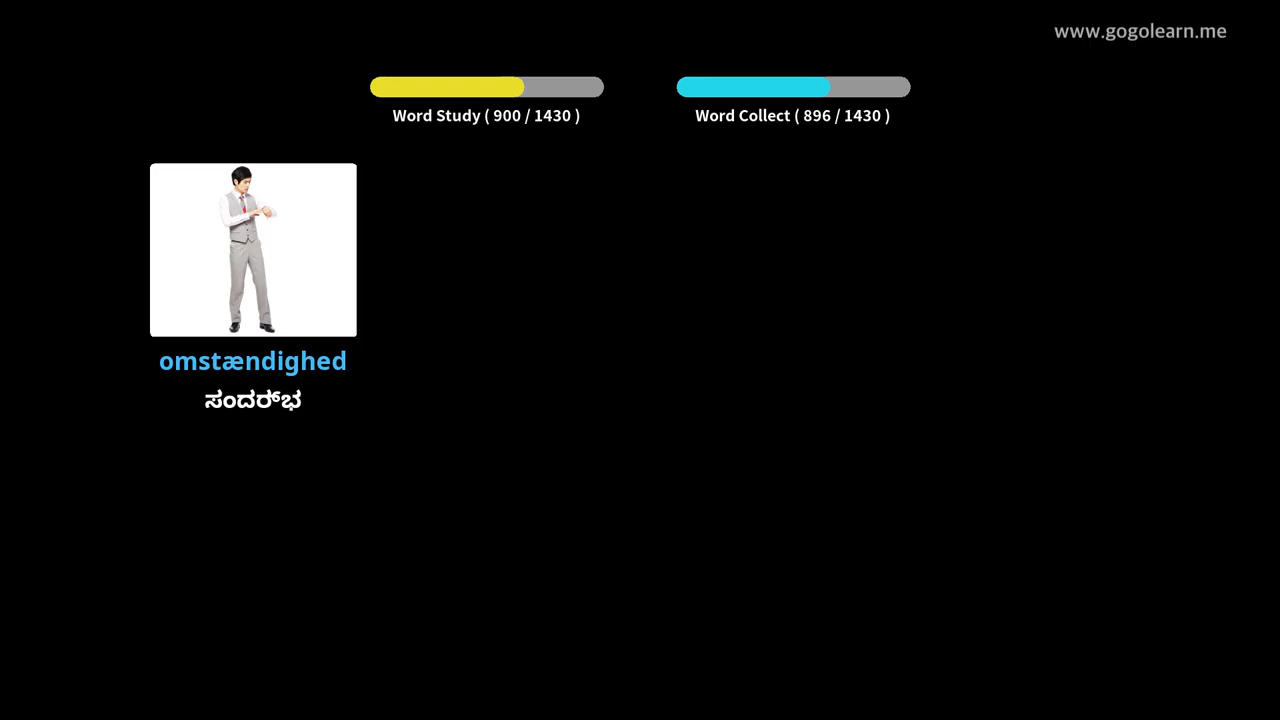 www.gogolearn.me
Word Study ( 900 / 1430 )
Word Collect ( 896 / 1430 )
omstændighed
ಸಂದರ್ಭ